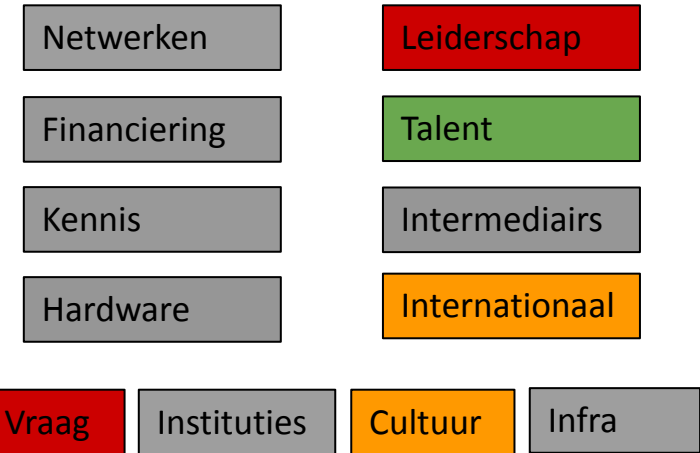 Netwerken
Leiderschap
Financiering
Talent
Kennis
Intermediairs
Hardware
Internationaal
Vraag
Instituties
Cultuur
Infra